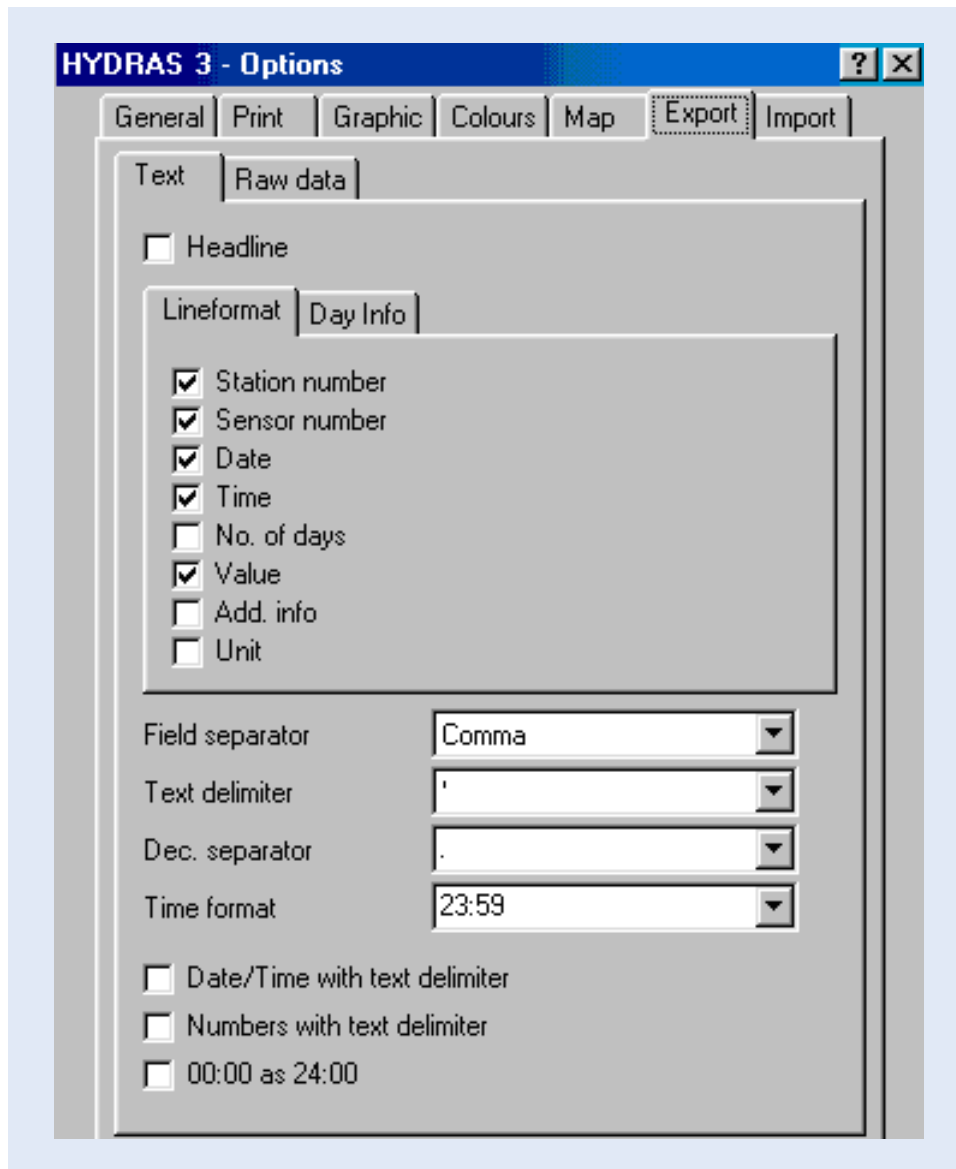 HYDRAS 3 - Options ? ×
General Print Graphic Colours Map Export Import
Text Raw data
Headline
Lineformat Day Info
Station number
Sensor number
Date
Time
No. of days
Value
Add. info
Unit
Field separator Comma
Text delimiter '
Dec. separator .
Time format 23:59
Date/Time with text delimiter
Numbers with text delimiter
00:00 as 24:00